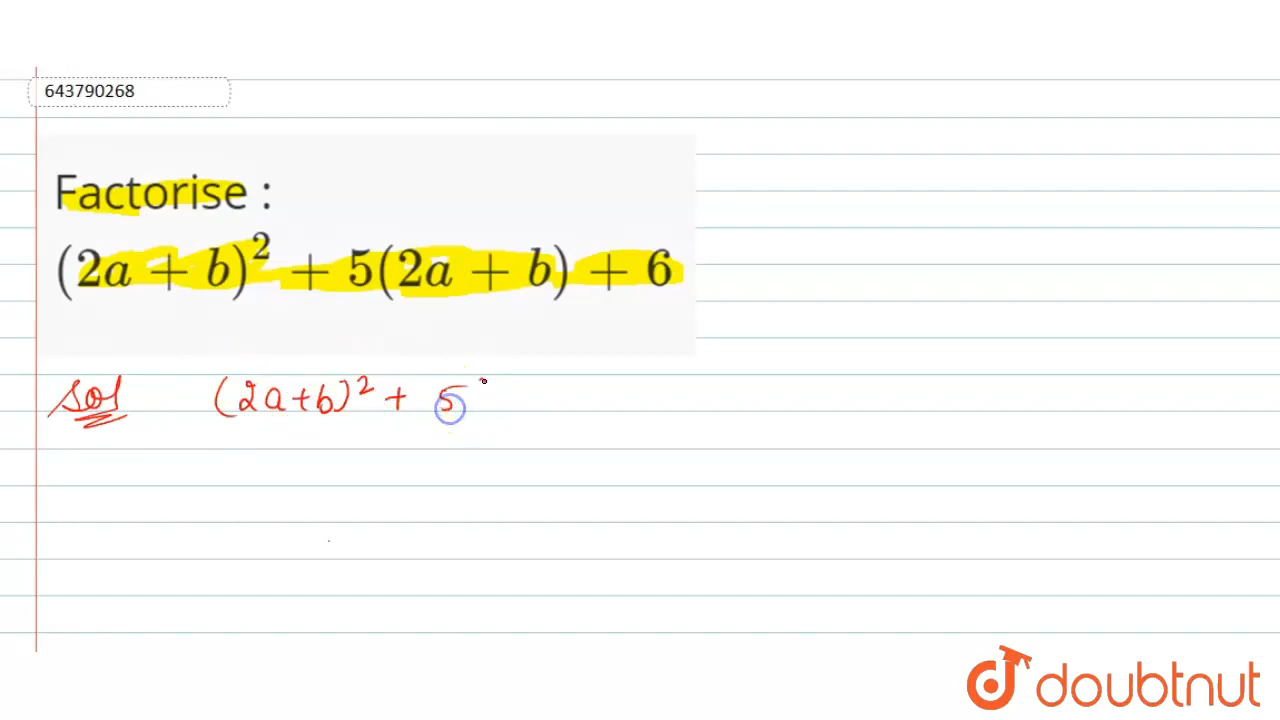 643790268
Factorise :
(2a + b)² + 5(2a + b) + 6
Sol (2a+b)² + 5
doubtnut